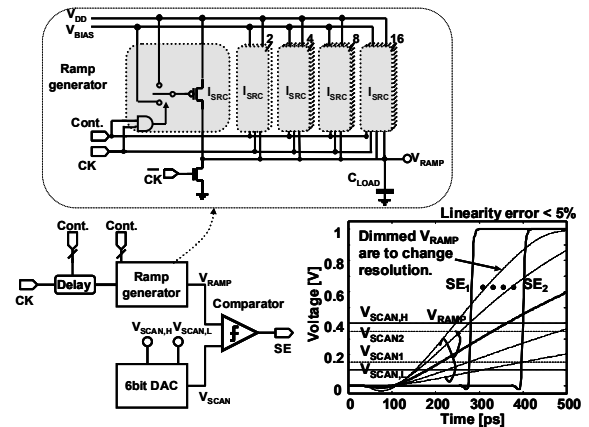 VDD
VBIAS
2 4 8 16
Ramp
generator
ISRC ISRC ISRC ISRC ISRC
Cont.
CK
VRAMP
CK
CLOAD
Linearity error < 5%
Cont. Cont.
CK
Delay
Ramp
generator
VRAMP
Comparator
VSCAN,H VSCAN,L
SE
6bit DAC
VSCAN
Voltage [V]
1
0.8
0.6
0.4
0.2
0
Dimmed VRAMP
are to change
resolution.
SE1 SE2
VSCAN,H
VRAMP
VSCAN2
VSCAN1
VSCAN,L
0 100 200 300 400 500
Time [ps]